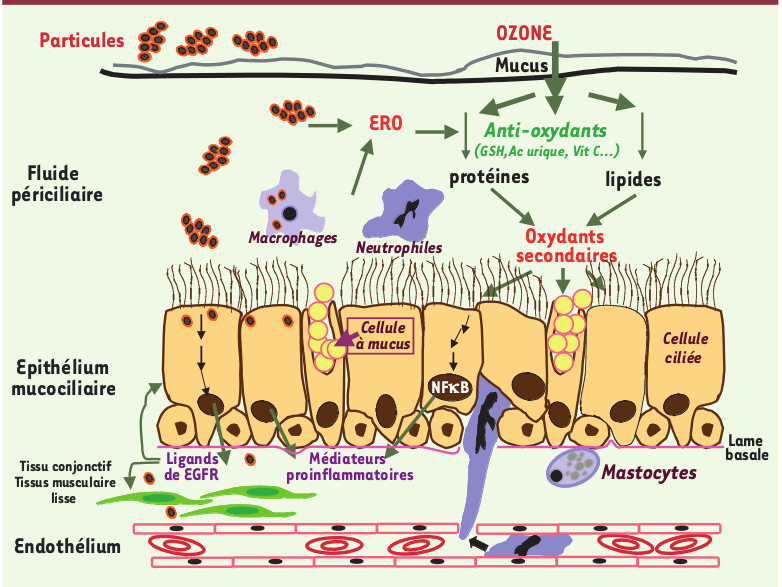 Particules
OZONE
Mucus
ERO
Anti-oxydants
(GSH,Ac urique, Vit C...)
Fluide
périciliaire
protéines
lipides
Macrophages
Neutrophiles
Oxydants
secondaires
Cellule
à mucus
Cellule
ciliée
Epithélium
mucociliaire
NFκB
Lame
basale
Ligands
de EGFR
Médiateurs
proinflammatoires
Tissu conjonctif
Tissus musculaire
lisse
Mastocytes
Endothélium